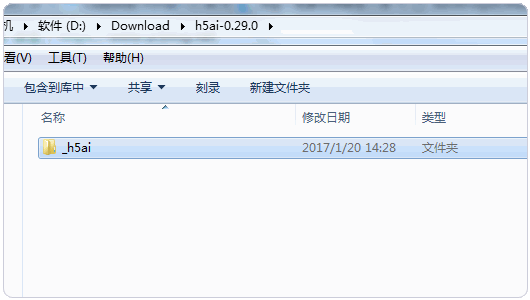 机 ▸ 软件 (D:) ▸ Download ▸ h5ai-0.29.0 ▸
看(V) 工具(T) 帮助(H)
包含到库中 共享 刻录 新建文件夹
名称 修改日期 类型
_h5ai 2017/1/20 14:28 文件夹